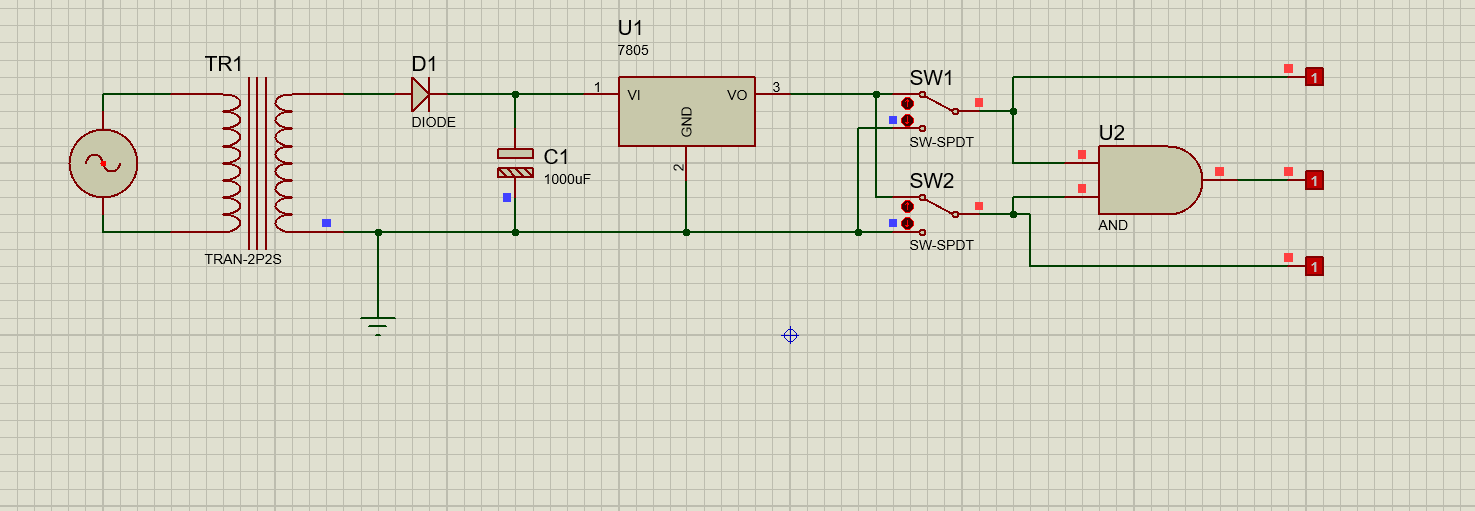 TR1
TRAN-2P2S
D1
DIODE
C1
1000uF
U1
7805
1
VI
VO
3
GND
2
SW1
SW-SPDT
SW2
SW-SPDT
U2
AND
1
1
1